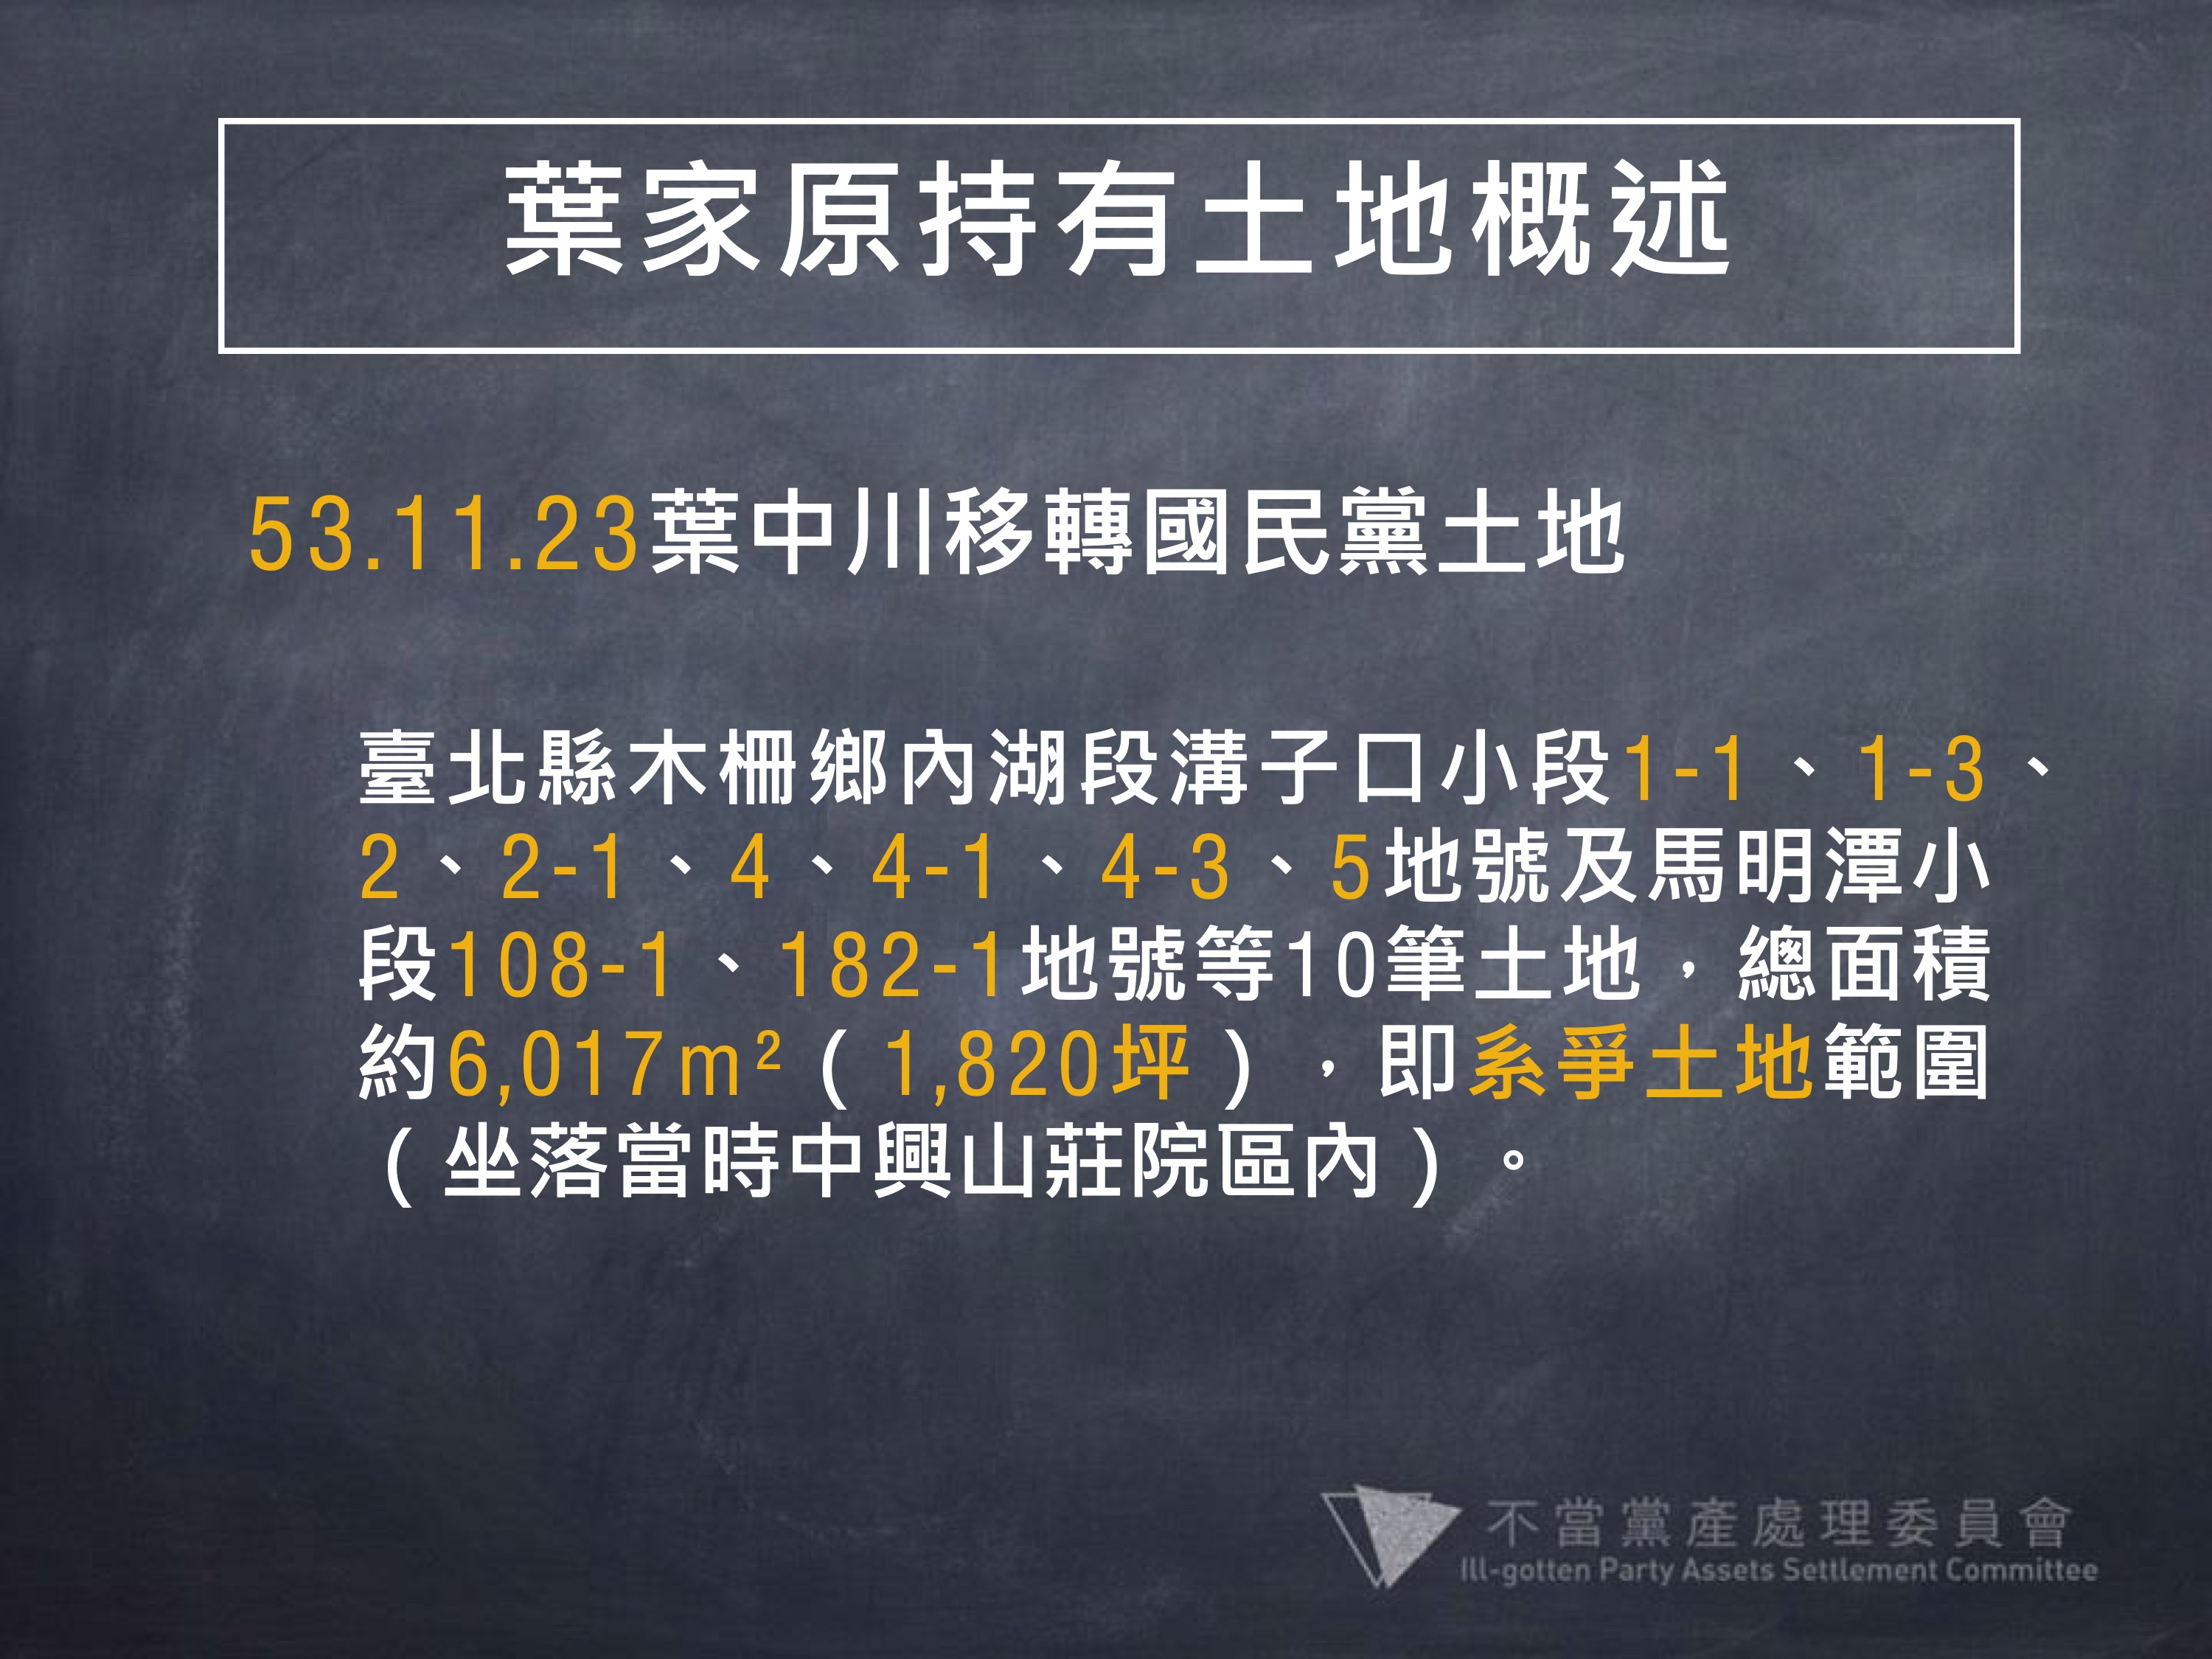 葉家原持有土地概述
53.11.23葉中川移轉國民黨土地
臺北縣木柵鄉內湖段溝子口小段1-1、1-3、
2、2-1、4、4-1、4-3、5地號及馬明潭小
段108-1、182-1地號等10筆土地，總面積
約6,017m²（1,820坪），即系爭土地範圍
（坐落當時中興山莊院區內）。
不當黨產處理委員會
Ill-gotten Party Assets Settlement Committee